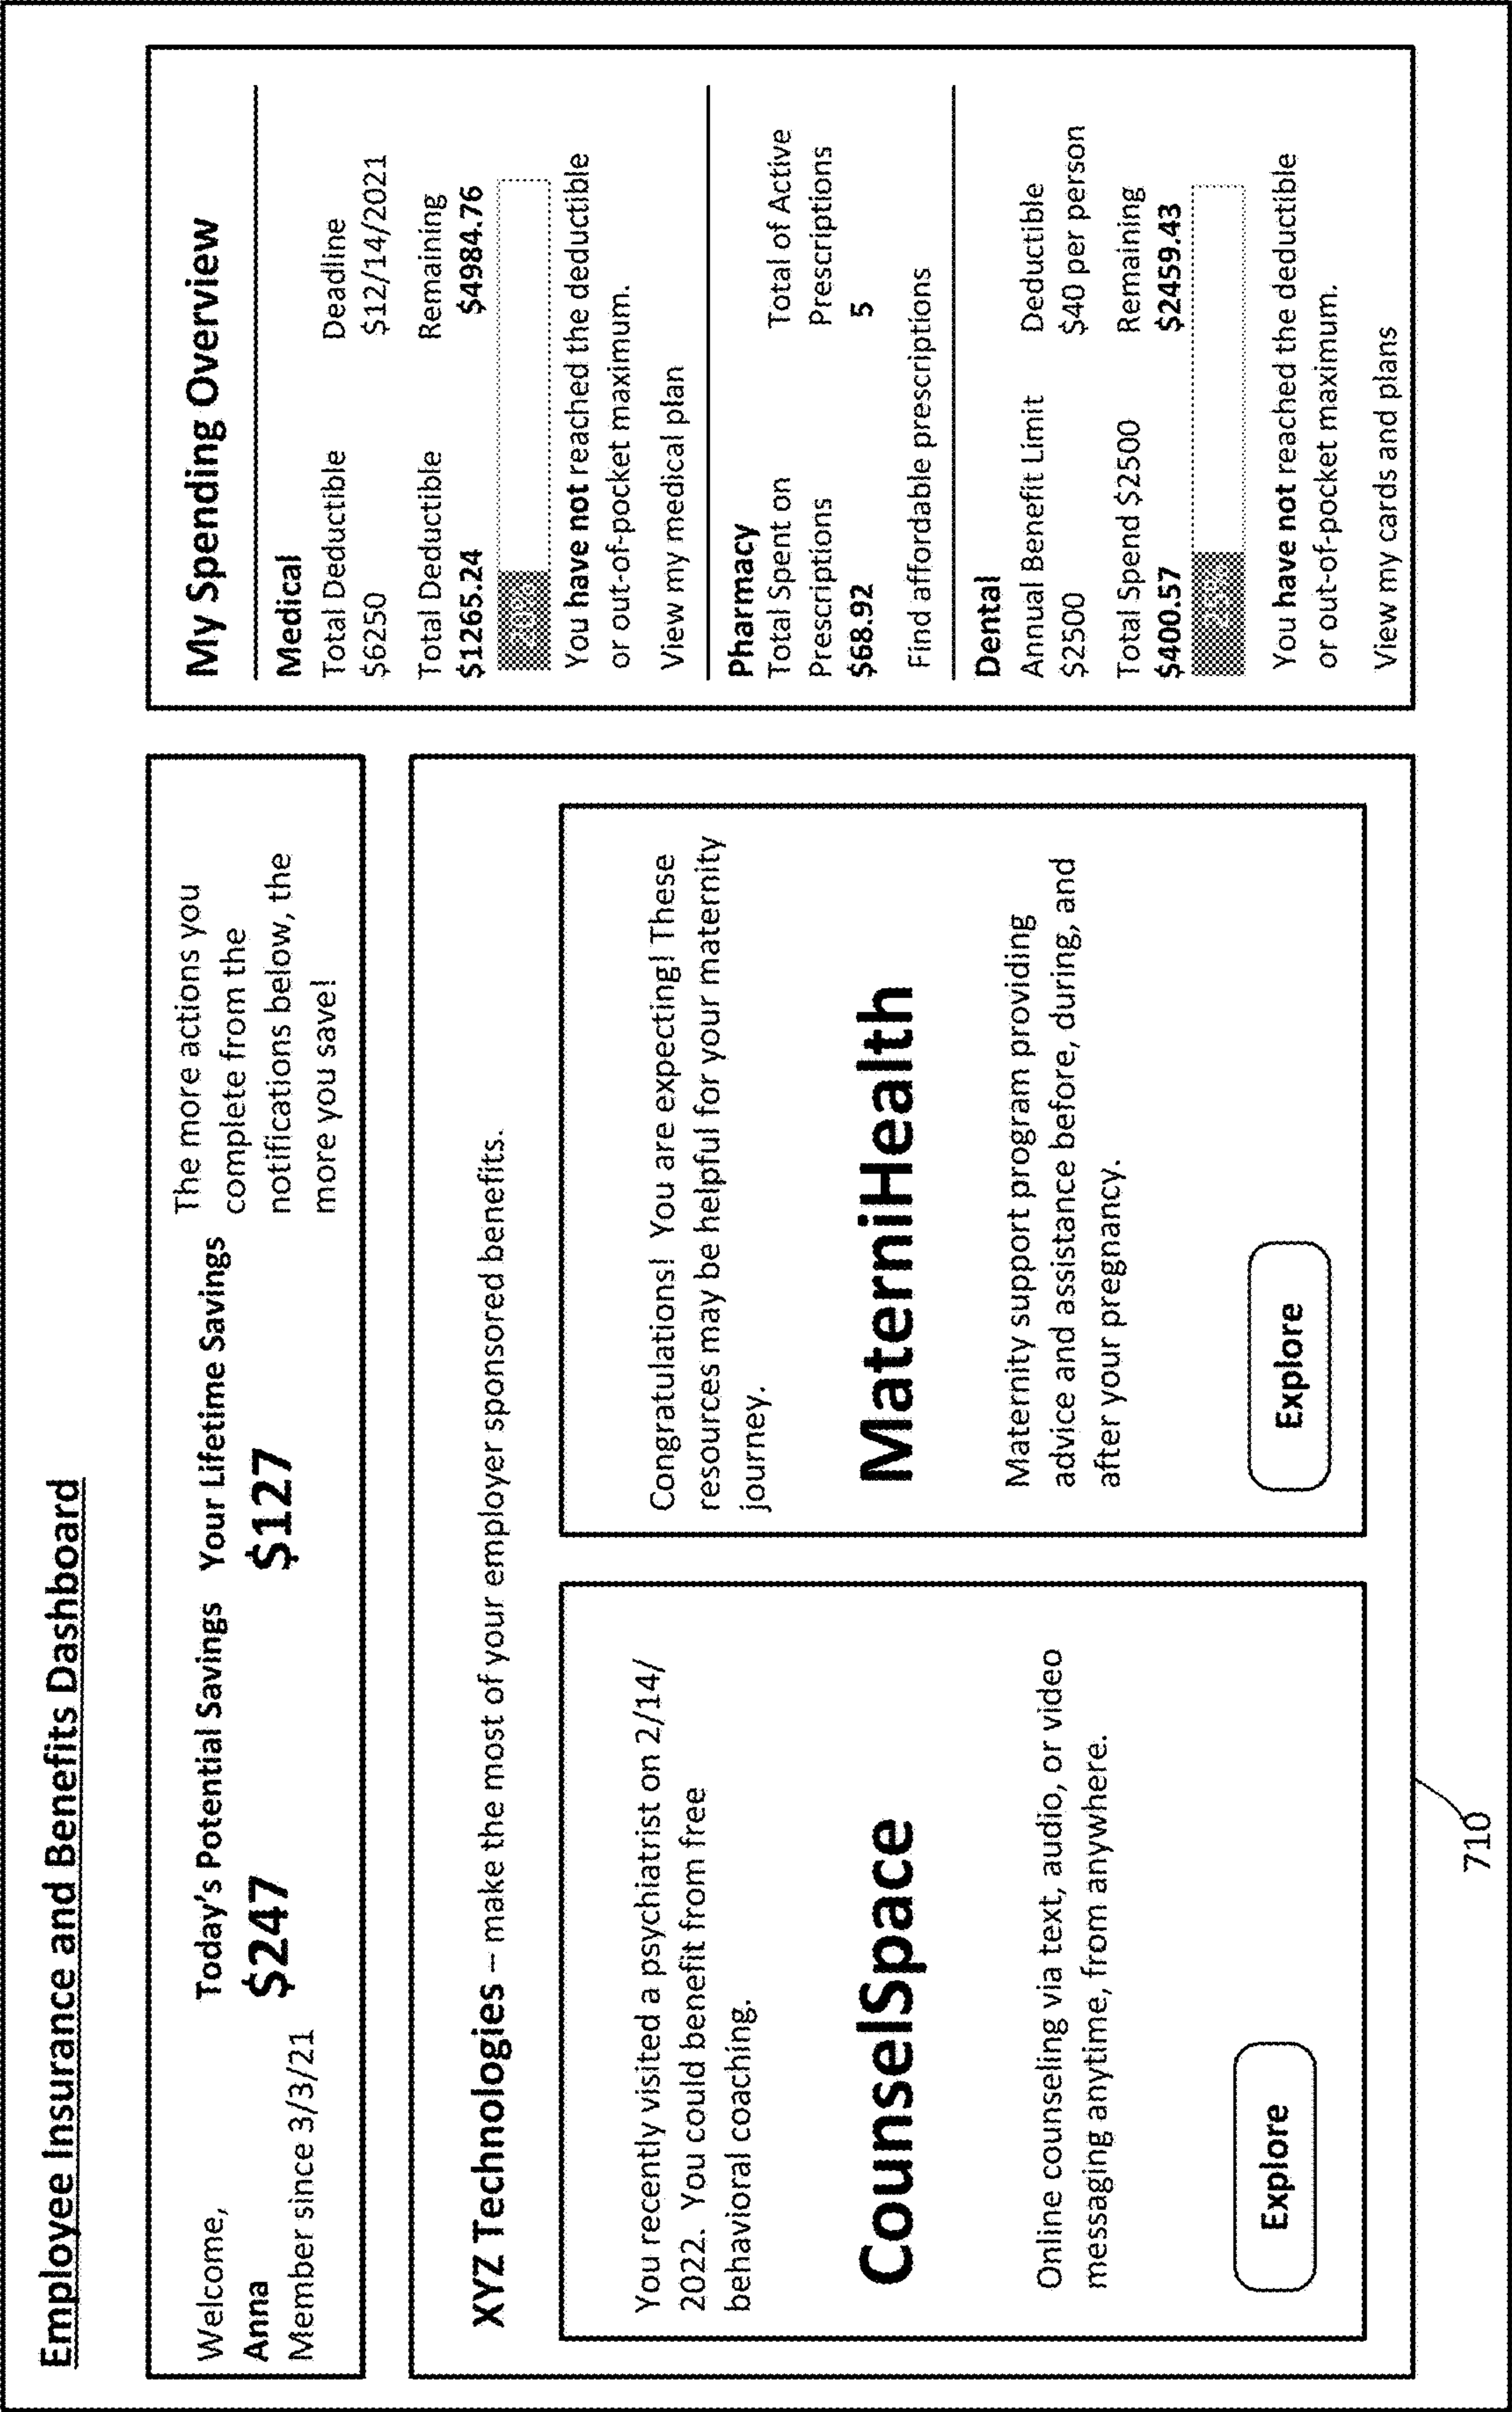 Employee Insurance and Benefits Dashboard
Welcome,
Anna
Member since 3/3/21
Today's Potential Savings
$247
Your Lifetime Savings
$127
The more actions you
complete from the
notifications below, the
more you save!
XYZ Technologies – make the most of your employer sponsored benefits.
You recently visited a psychiatrist on 2/14/
2022.  You could benefit from free
behavioral coaching.
CounselSpace
Online counseling via text, audio, or video
messaging anytime, from anywhere.
Explore
Congratulations!  You are expecting! These
resources may be helpful for your maternity
journey.
MaterniHealth
Maternity support program providing
advice and assistance before, during, and
after your pregnancy.
Explore
My Spending Overview
Medical
Total Deductible
$6250
Deadline
$12/14/2021
Total Deductible
$1265.24
Remaining
$4984.76
20%
You have not reached the deductible
or out-of-pocket maximum.
View my medical plan
Pharmacy
Total Spent on
Prescriptions
$68.92
Total of Active
Prescriptions
5
Find affordable prescriptions
Dental
Annual Benefit Limit
$2500
Deductible
$40 per person
Total Spend $2500
$400.57
Remaining
$2459.43
You have not reached the deductible
or out-of-pocket maximum.
View my cards and plans
710